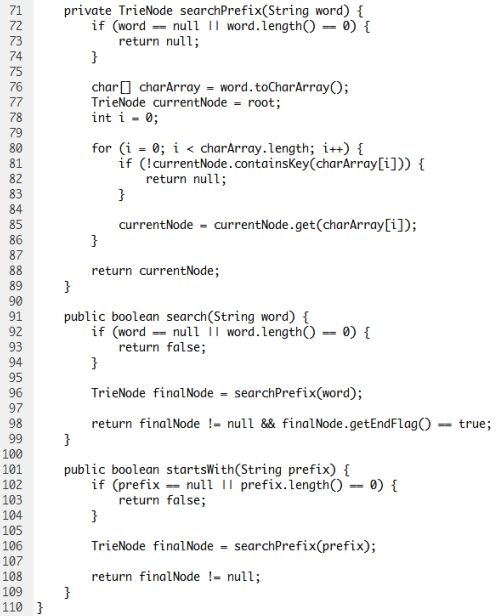 71 private TrieNode searchPrefix(String word) {
72 if (word == null || word.length() == 0) {
73 return null;
74 }
75
76 char[] charArray = word.toCharArray();
77 TrieNode currentNode = root;
78 int i = 0;
79
80 for (i = 0; i < charArray.length; i++) {
81 if (!currentNode.containsKey(charArray[i])) {
82 return null;
83 }
84
85 currentNode = currentNode.get(charArray[i]);
86 }
87
88 return currentNode;
89 }
90
91 public boolean search(String word) {
92 if (word == null || word.length() == 0) {
93 return false;
94 }
95
96 TrieNode finalNode = searchPrefix(word);
97
98 return finalNode != null && finalNode.getEndFlag() == true;
99 }
100
101 public boolean startsWith(String prefix) {
102 if (prefix == null || prefix.length() == 0) {
103 return false;
104 }
105
106 TrieNode finalNode = searchPrefix(prefix);
107
108 return finalNode != null;
109 }
110 }